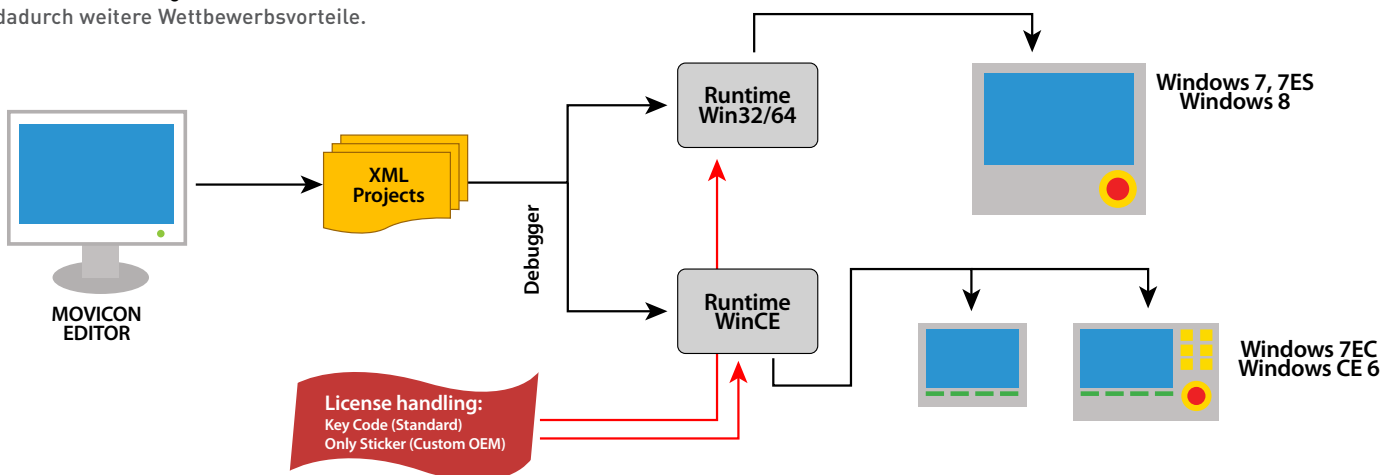 dadurch weitere Wettbewerbsvorteile.
Runtime
Win32/64
Windows 7, 7ES
Windows 8
XML
Projects
Debugger
MOVICON
EDITOR
Runtime
WinCE
Windows 7EC
Windows CE 6
License handling:
Key Code (Standard)
Only Sticker (Custom OEM)